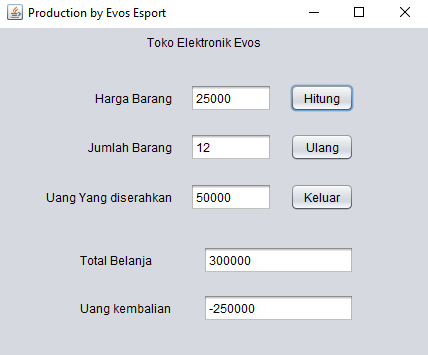 Production by Evos Esport
Toko Elektronik Evos
Harga Barang 25000 Hitung
Jumlah Barang 12 Ulang
Uang Yang diserahkan 50000 Keluar
Total Belanja 300000
Uang kembalian -250000